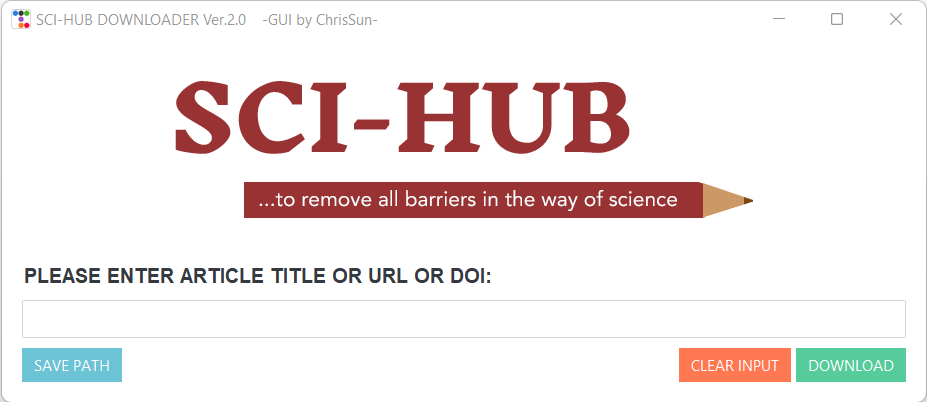 SCI-HUB DOWNLOADER Ver.2.0 -GUI by ChrisSun-
SCI-HUB
...to remove all barriers in the way of science
PLEASE ENTER ARTICLE TITLE OR URL OR DOI:
SAVE PATH
CLEAR INPUT
DOWNLOAD